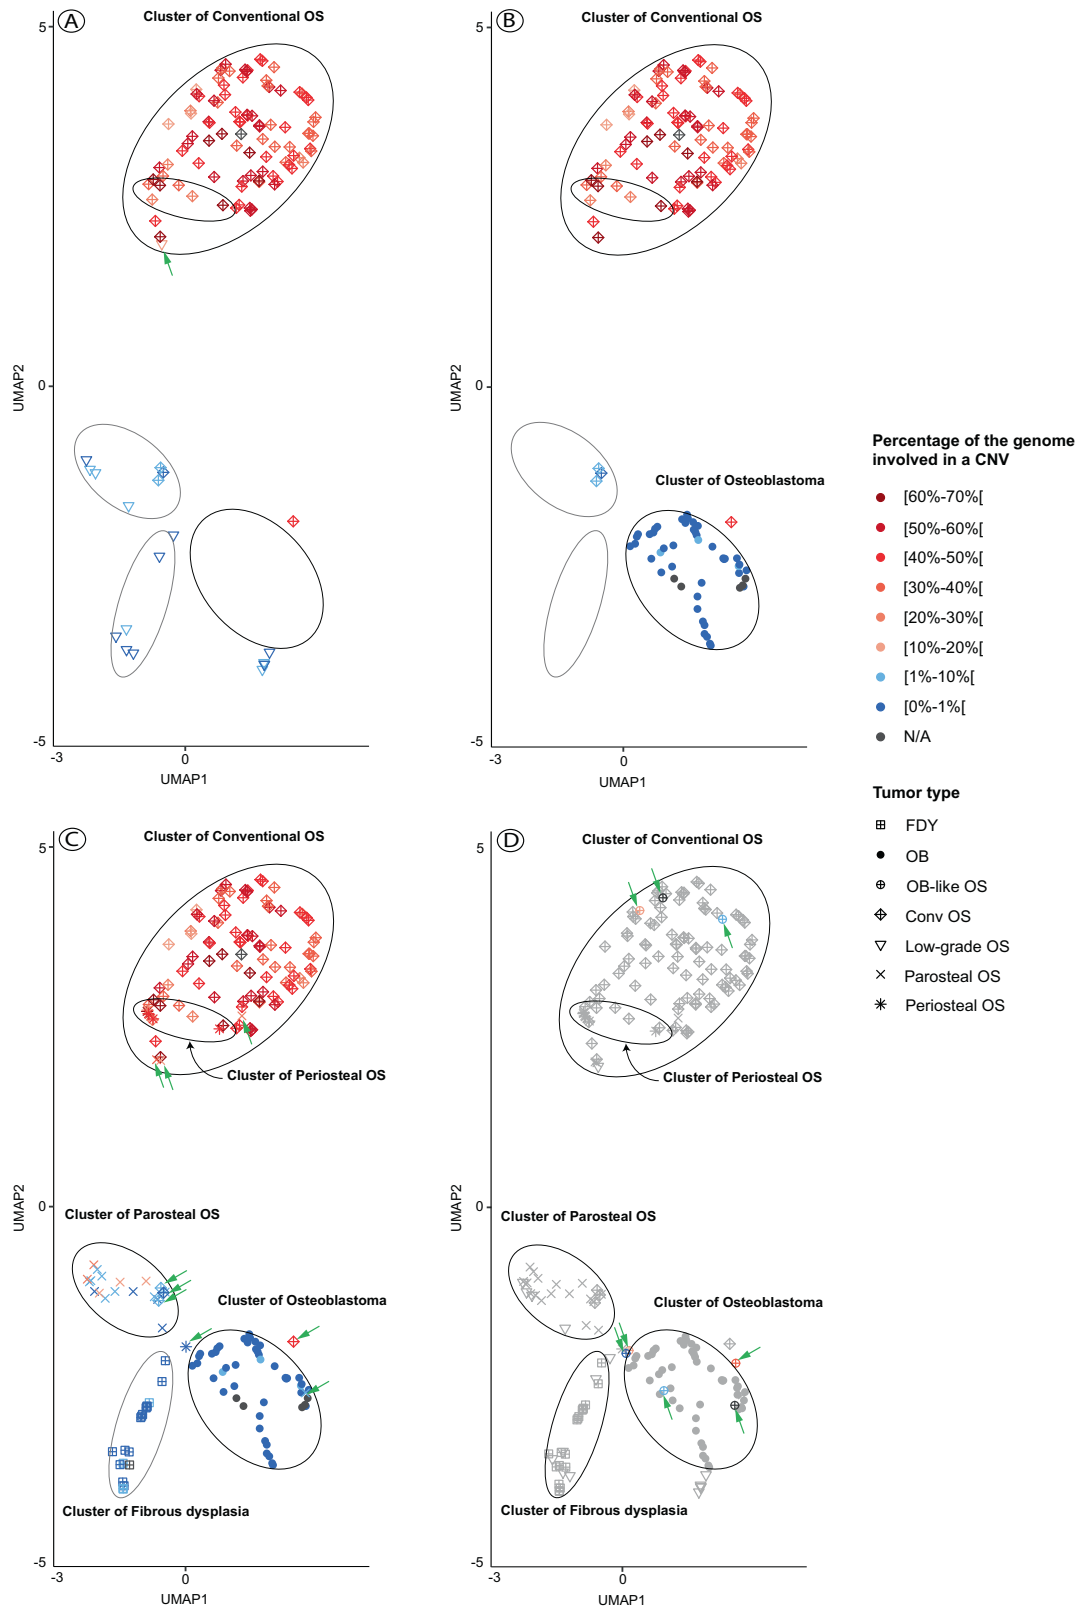 A
Cluster of Conventional OS
5
UMAP2
0
-5
-3
0
UMAP1
B
Cluster of Conventional OS
5
UMAP2
0
Cluster of Osteoblastoma
-5
-3
0
UMAP1
Percentage of the genome
involved in a CNV
[60%-70%[
[50%-60%[
[40%-50%[
[30%-40%[
[20%-30%[
[10%-20%[
[1%-10%[
[0%-1%[
N/A
Tumor type
FDY
OB
OB-like OS
Conv OS
Low-grade OS
Parosteal OS
Periosteal OS
C
Cluster of Conventional OS
5
Cluster of Periosteal OS
UMAP2
0
Cluster of Parosteal OS
Cluster of Osteoblastoma
Cluster of Fibrous dysplasia
-5
-3
0
UMAP1
D
Cluster of Conventional OS
5
Cluster of Periosteal OS
UMAP2
0
Cluster of Parosteal OS
Cluster of Osteoblastoma
Cluster of Fibrous dysplasia
-5
-3
0
UMAP1